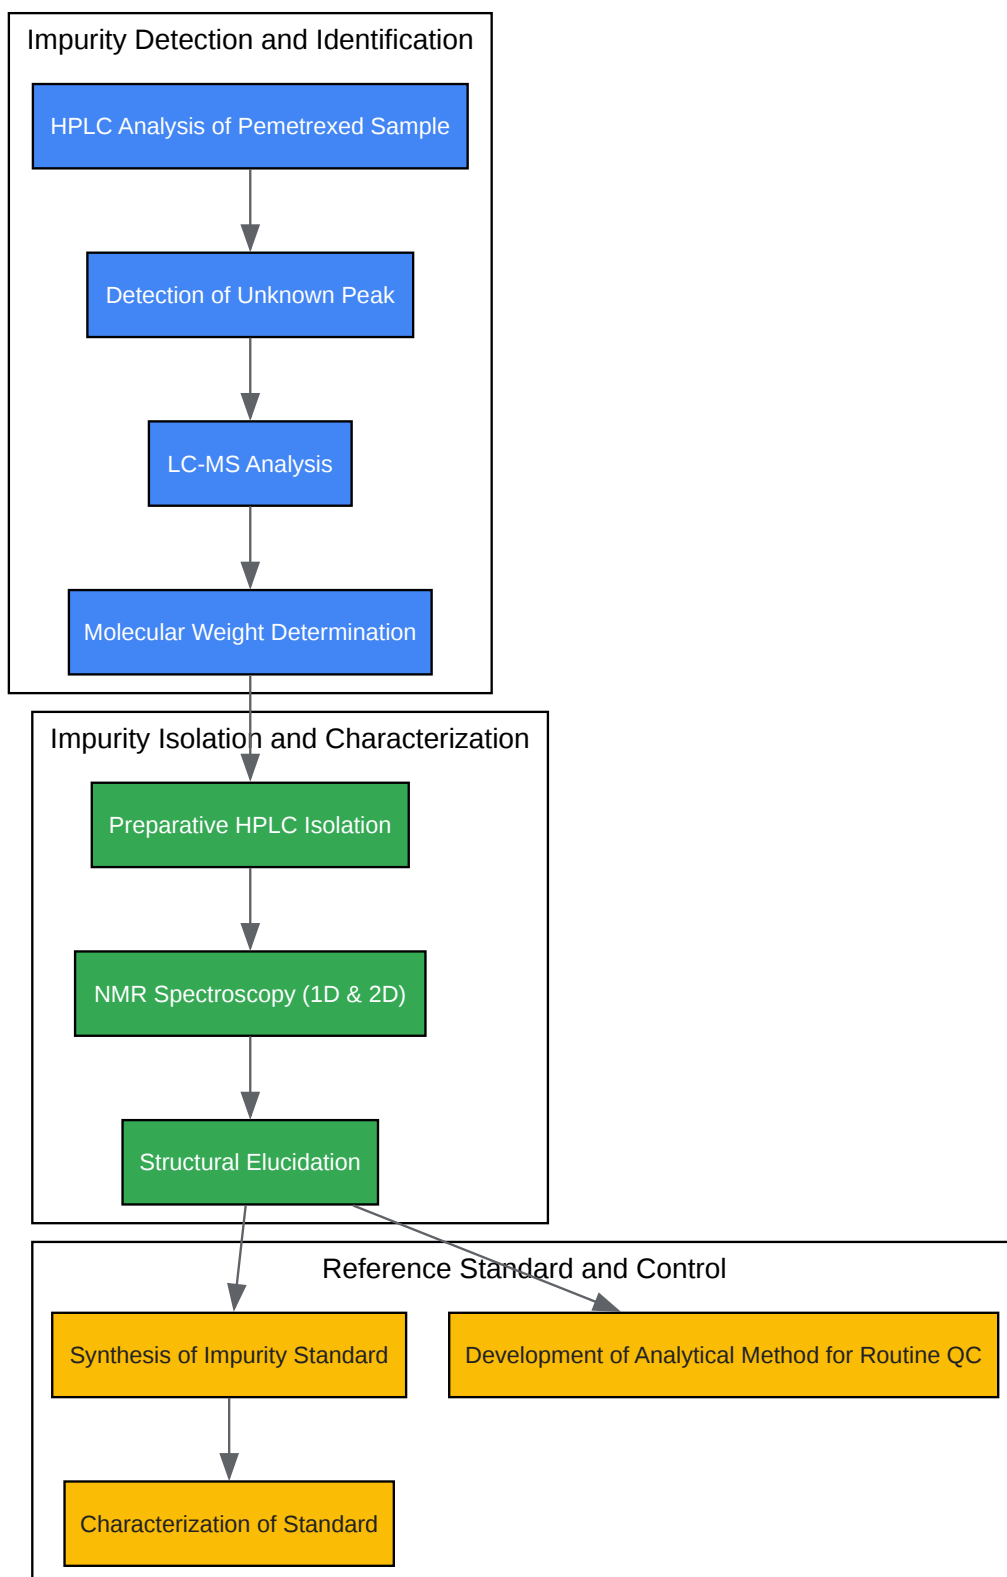 Impurity Detection and Identification
HPLC Analysis of Pemetrexed Sample
Detection of Unknown Peak
LC-MS Analysis
Molecular Weight Determination
Impurity Isolation and Characterization
Preparative HPLC Isolation
NMR Spectroscopy (1D & 2D)
Structural Elucidation
Reference Standard and Control
Synthesis of Impurity Standard
Development of Analytical Method for Routine QC
Characterization of Standard